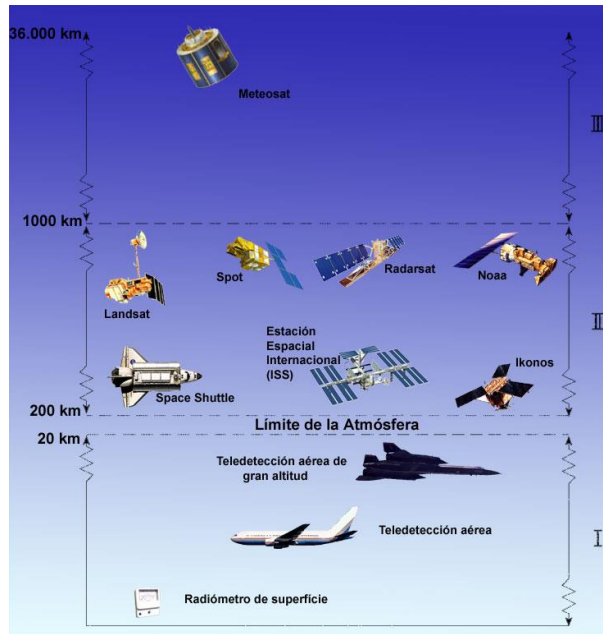 36.000 km
Meteosat
III
1000 km
Spot
Radarsat
Noaa
Landsat
Estación
Espacial
Internacional
(ISS)
Ikonos
Space Shuttle
200 km
Límite de la Atmósfera
20 km
Teledetección aérea de
gran altitud
Teledetección aérea
I
Radiómetro de superfície